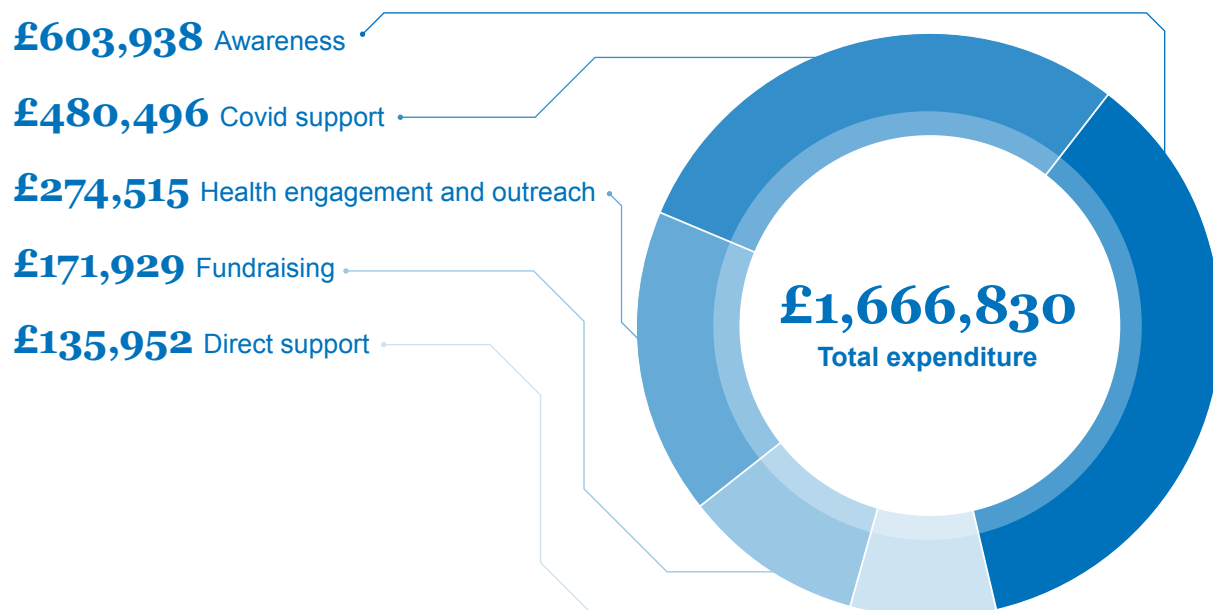 £603,938 Awareness
£480,496 Covid support
£274,515 Health engagement and outreach
£171,929 Fundraising
£135,952 Direct support
£1,666,830
Total expenditure